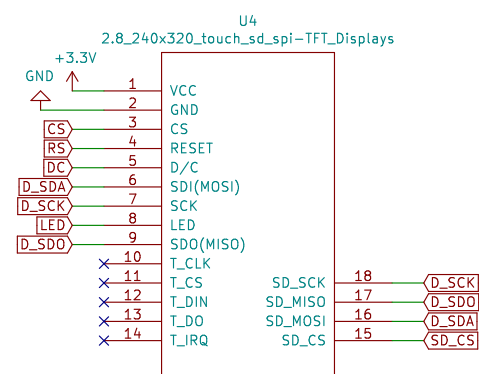 U4
2.8_240x320_touch_sd_spi-TFT_Displays
+3.3V
GND
1 VCC
2 GND
CS 3 CS
RS 4 RESET
DC 5 D/C
D_SDA 6 SDI(MOSI)
D_SCK 7 SCK
LED 8 LED
D_SDO 9 SDO(MISO)
10 T_CLK
11 T_CS SD_SCK 18 D_SCK
12 T_DIN SD_MISO 17 D_SDO
13 T_DO SD_MOSI 16 D_SDA
14 T_IRQ SD_CS 15 SD_CS